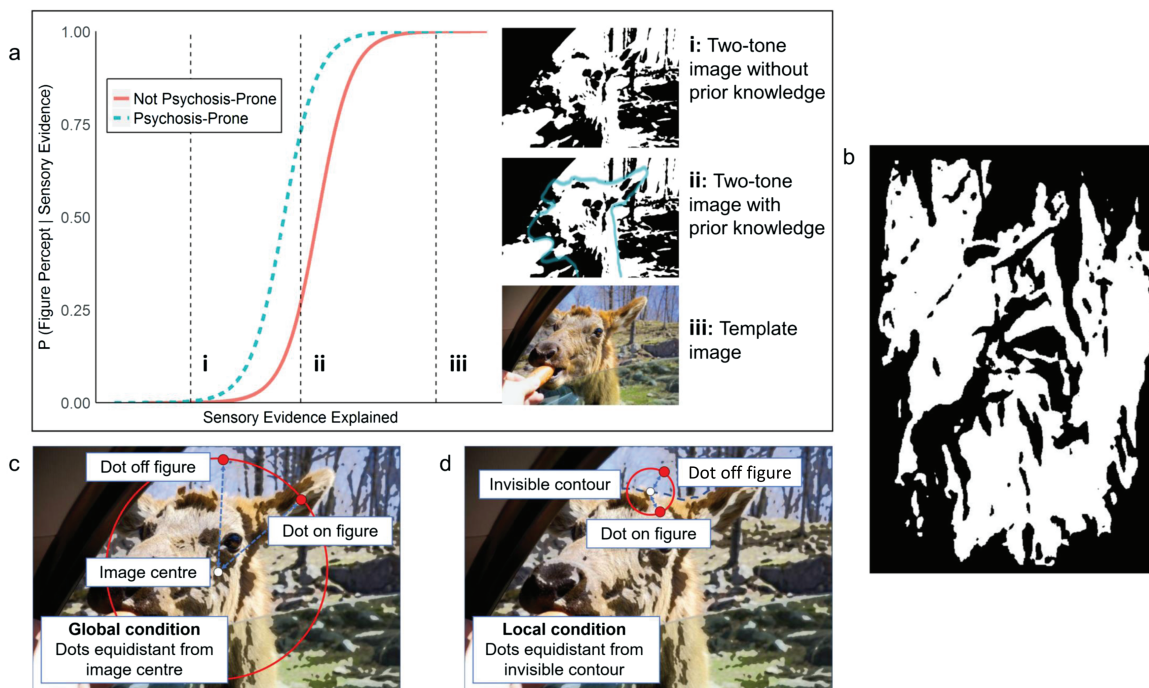 a
1.00
0.75
0.50
0.25
0.00
P (Figure Percept | Sensory Evidence)
Not Psychosis-Prone
Psychosis-Prone
i
ii
iii
Sensory Evidence Explained
i: Two-tone
image without
prior knowledge
ii: Two-tone
image with
prior knowledge
iii: Template
image
b
c
Dot off figure
Dot on figure
Image centre
Global condition
Dots equidistant from
image centre
d
Invisible contour
Dot off figure
Dot on figure
Local condition
Dots equidistant from
invisible contour